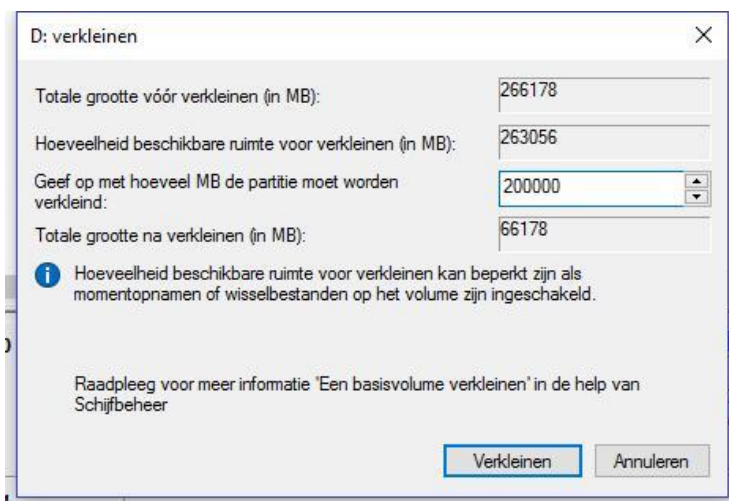 D: verkleinen
Totale grootte vóór verkleinen (in MB):
266178
Hoeveelheid beschikbare ruimte voor verkleinen (in MB):
263056
Geef op met hoeveel MB de partitie moet worden
verkleind:
200000
Totale grootte na verkleinen (in MB):
66178
Hoeveelheid beschikbare ruimte voor verkleinen kan beperkt zijn als
momentopnamen of wisselbestanden op het volume zijn ingeschakeld.
Raadpleeg voor meer informatie 'Een basisvolume verkleinen' in de help van
Schijfbeheer
Verkleinen
Annuleren